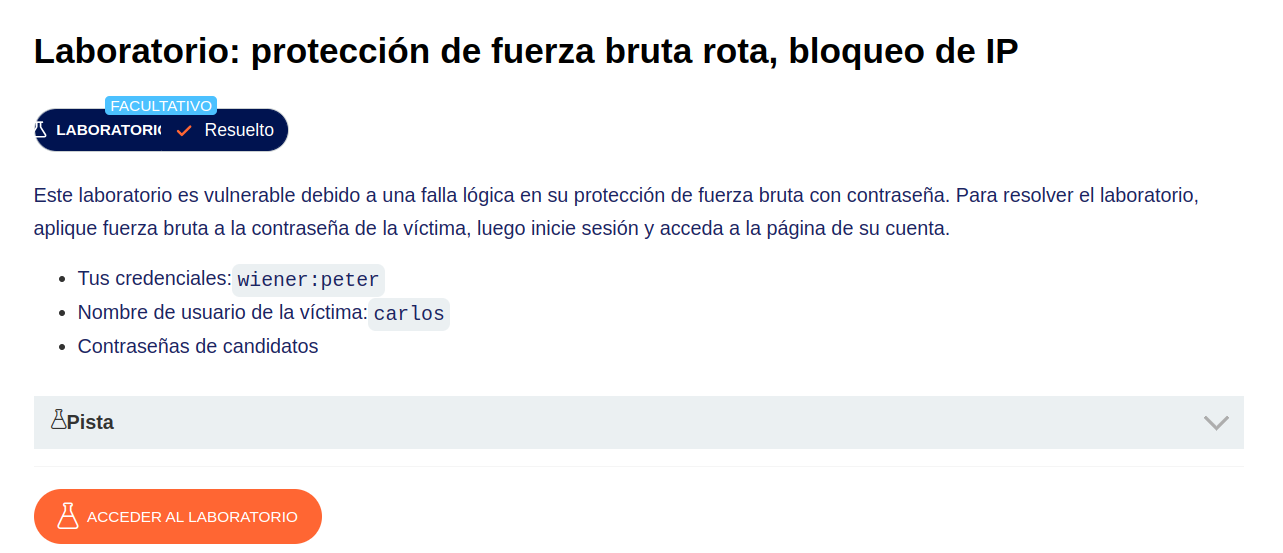 Laboratorio: protección de fuerza bruta rota, bloqueo de IP
FACULTATIVO
LABORATORIO Resuelto
Este laboratorio es vulnerable debido a una falla lógica en su protección de fuerza bruta con contraseña. Para resolver el laboratorio,
aplique fuerza bruta a la contraseña de la víctima, luego inicie sesión y acceda a la página de su cuenta.
Tus credenciales: wiener:peter
Nombre de usuario de la víctima: carlos
Contraseñas de candidatos
Pista
ACCEDER AL LABORATORIO